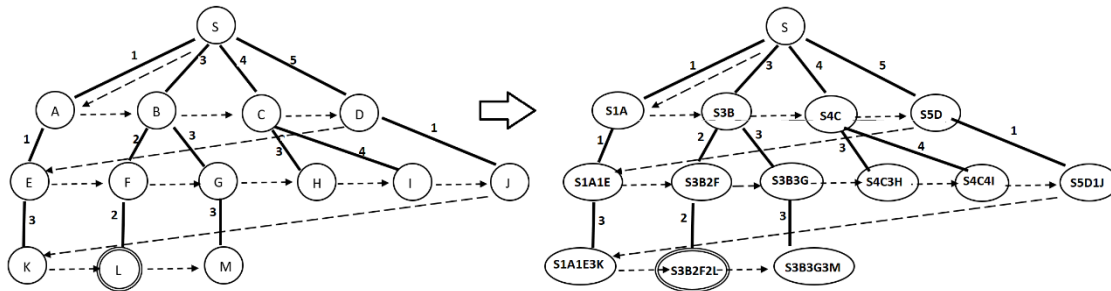 S
S
1
3
4
5
1
3
4
5
A
B
C
D
S1A
S3B
S4C
S5D
1
2
3
3
4
1
1
2
3
3
4
1
E
F
G
H
I
J
S1A1E
S3B2F
S3B3G
S4C3H
S4C4I
S5D1J
3
2
3
3
2
3
K
L
M
S1A1E3K
S3B2F2L
S3B3G3M